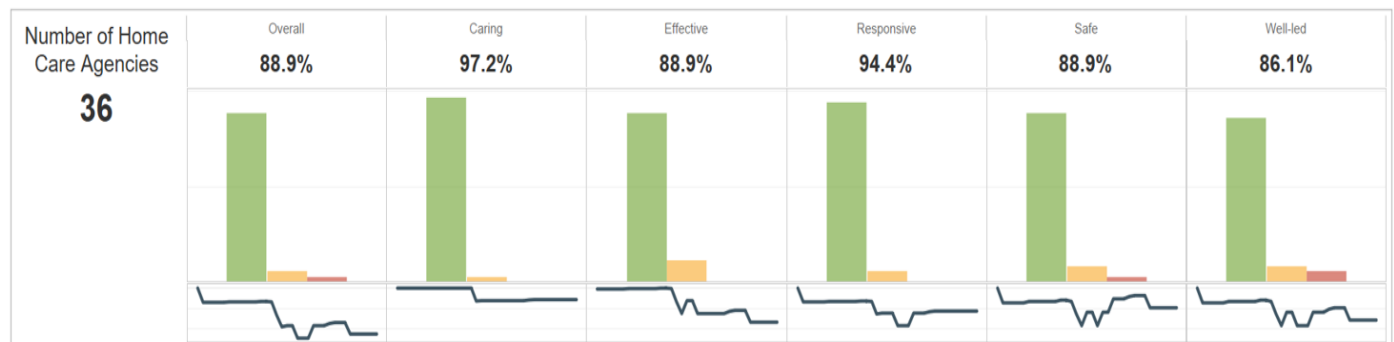 Number of Home
Care Agencies
36
Overall
88.9%
Caring
97.2%
Effective
88.9%
Responsive
94.4%
Safe
88.9%
Well-led
86.1%